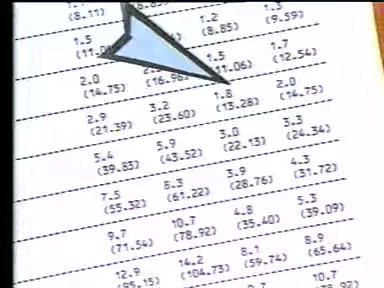 (8.11) 1.2 1.3
(8.85) (9.59)
1.5 1.5 1.7
(11.06) (12.54)
2.0 1.8 2.0
(14.75) (16.96) (13.28) (14.75)
2.9 3.2 3.0 3.3
(21.39) (23.60) (22.13) (24.34)
5.4 5.9 3.9 4.3
(39.83) (43.52) (28.76) (31.72)
7.5 8.3 4.8 5.3
(55.32) (61.22) (35.40) (39.09)
9.7 10.7 8.1 8.9
(71.54) (78.92) (59.74) (65.64)
12.9 14.2 10.7
(95.15) (104.73)